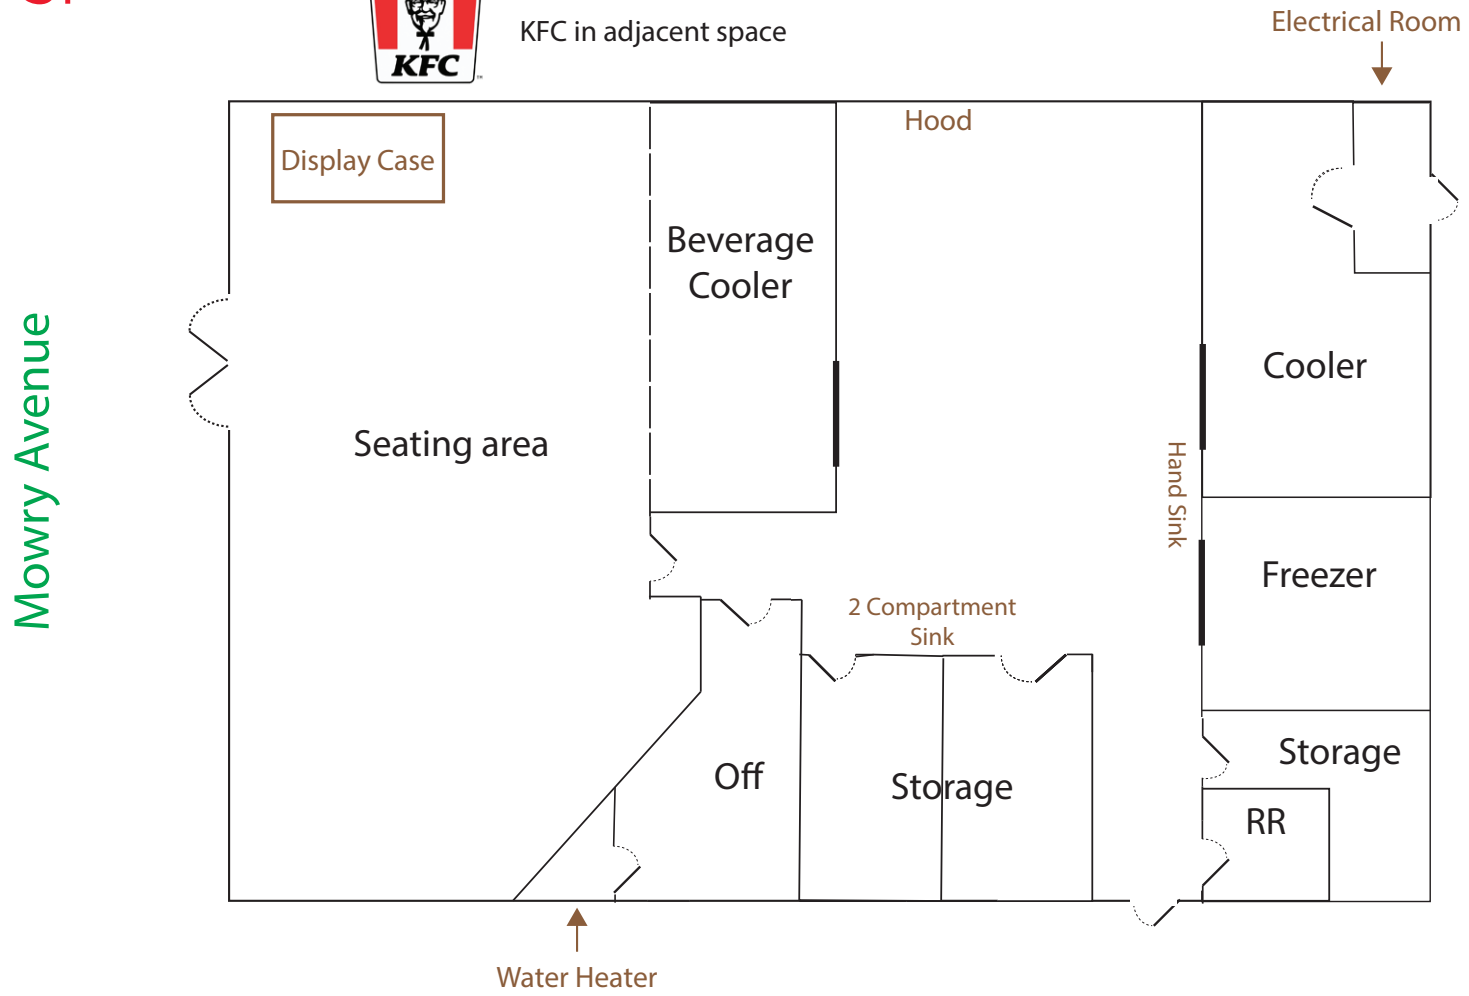 Electrical Room
KFC in adjacent space
KFC
Hood
Display Case
Beverage
Cooler
Cooler
Mowry Avenue
Seating area
Hand Sink
Freezer
2 Compartment
Sink
Storage
Off
Storage
RR
Water Heater